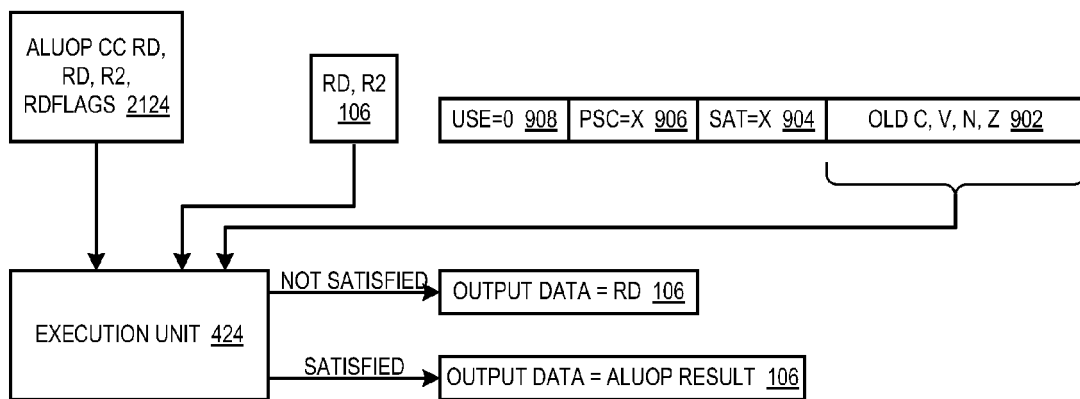 ALUOP CC RD,
RD, R2,
RDFLAGS 2124
RD, R2
106
USE=0 908 PSC=X 906 SAT=X 904 OLD C, V, N, Z 902
NOT SATISFIED
OUTPUT DATA = RD 106
EXECUTION UNIT 424
SATISFIED
OUTPUT DATA = ALUOP RESULT 106